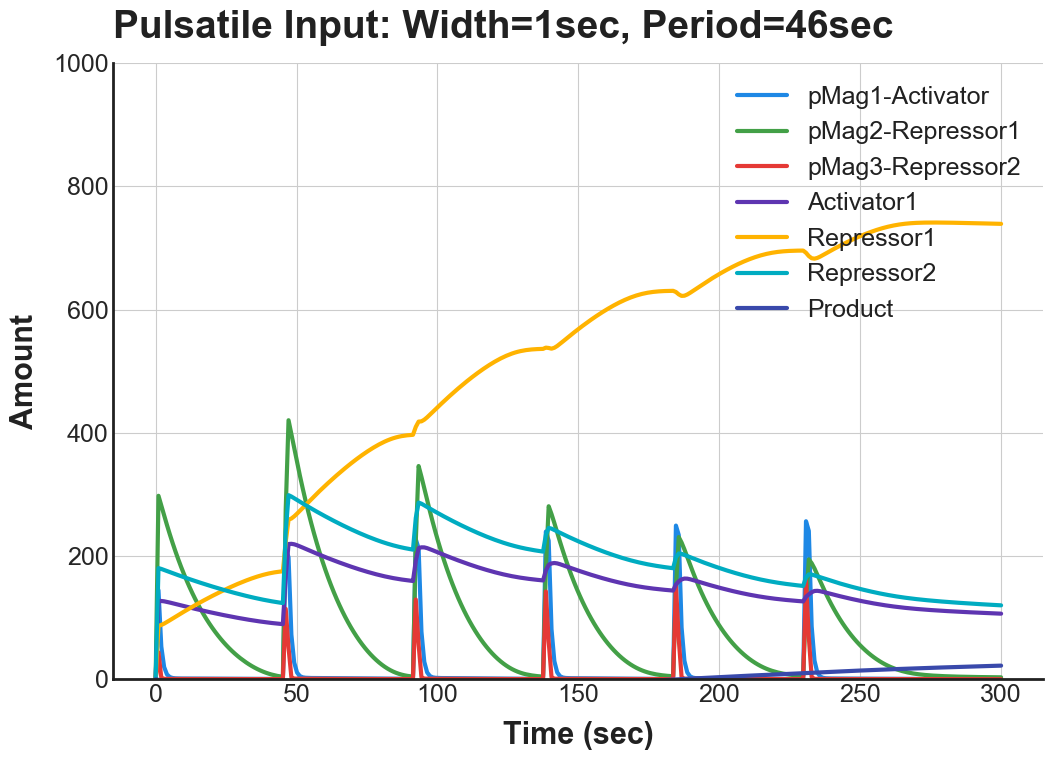 Pulsatile Input: Width=1sec, Period=46sec
1000
800
600
400
200
0
Amount
pMag1-Activator
pMag2-Repressor1
pMag3-Repressor2
Activator1
Repressor1
Repressor2
Product
0 50 100 150 200 250 300
Time (sec)